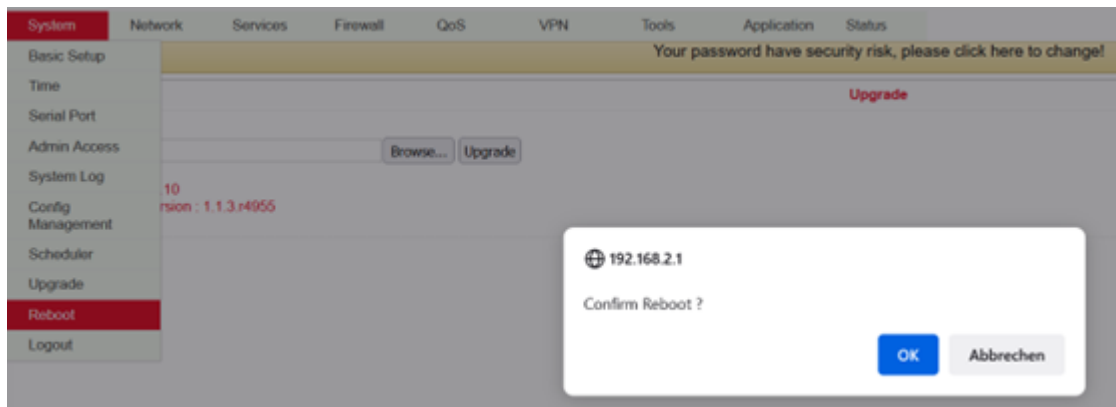 System Network Services Firewall QoS VPN Tools Application Status
Basic Setup
Your password have security risk, please click here to change!
Time
Upgrade
Serial Port
Admin Access
Browse... Upgrade
System Log
10
Config
Management
rsion : 1.1.3.r4955
Scheduler
Upgrade
Reboot
Logout
192.168.2.1
Confirm Reboot ?
OK Abbrechen